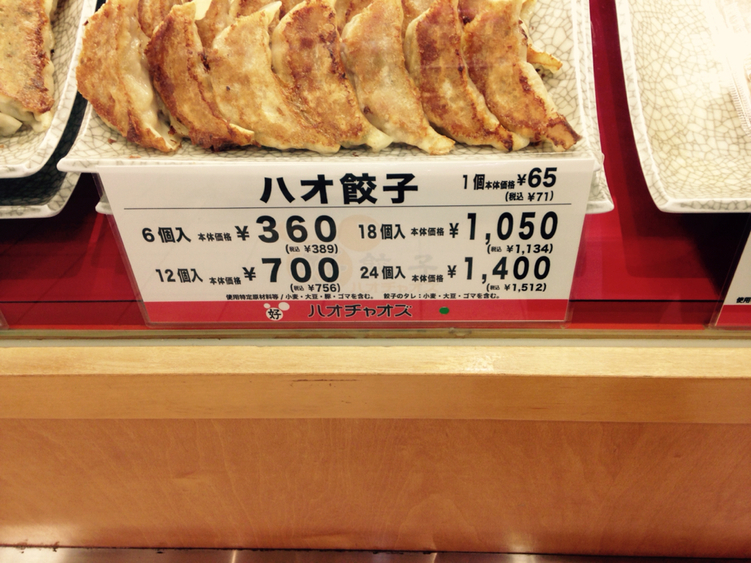 ハオ餃子 1個 本体価格 ¥65
(税込 ¥71)
6個入 本体価格 ¥360 18個入 本体価格 ¥1,050
(税込 ¥389) (税込 ¥1,134)
12個入 本体価格 ¥700 24個入 本体価格 ¥1,400
(税込 ¥756) (税込 ¥1,512)
使用特定原材料等/小麦・大豆・豚・ゴマを含む。 餃子のタレ:小麦・大豆・ゴマを含む。
好 ハオチャオズ